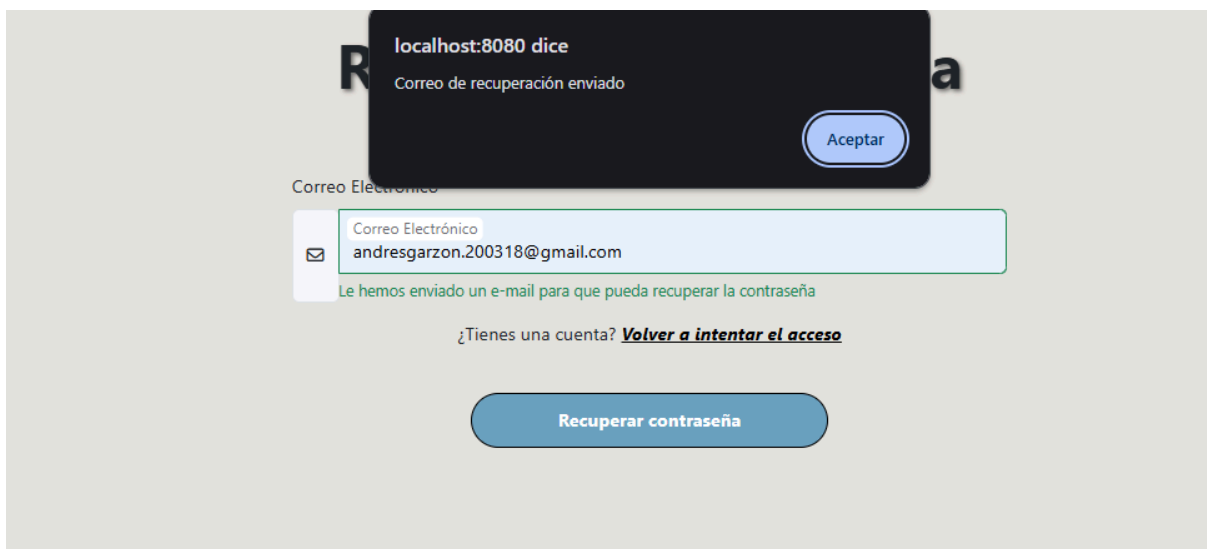 localhost:8080 dice
R a
Correo de recuperación enviado
Aceptar
Correo Electrónico
Correo Electrónico
andresgarzon.200318@gmail.com
Le hemos enviado un e-mail para que pueda recuperar la contraseña
¿Tienes una cuenta? Volver a intentar el acceso
Recuperar contraseña